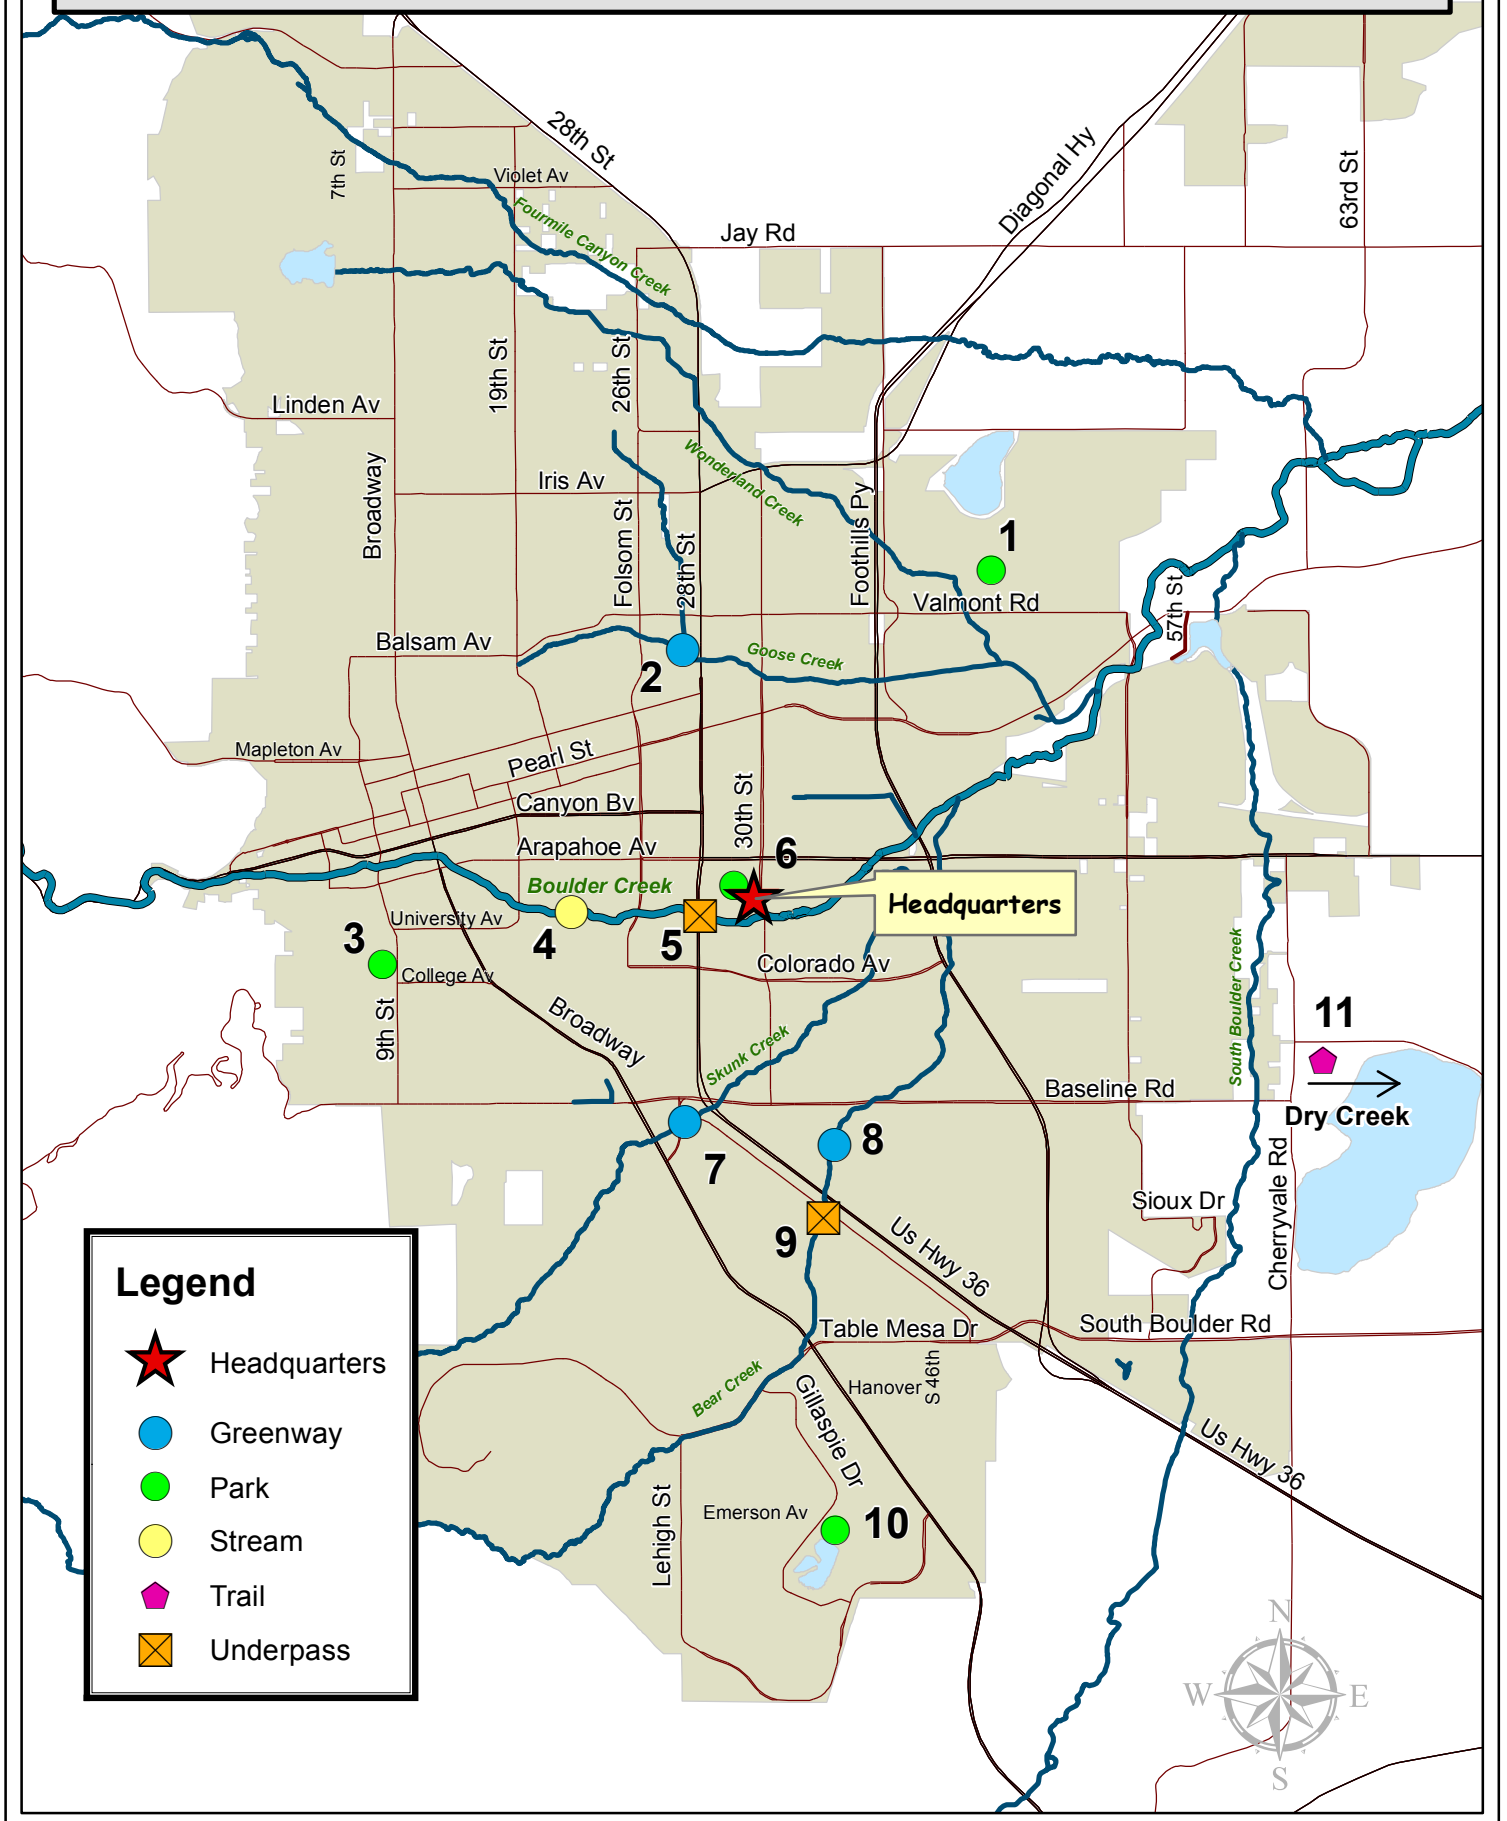 28th St
Diagonal Hy
7th St
63rd St
Violet Av
Fourmile Canyon Creek
Jay Rd
19th St
26th St
Linden Av
Wonderland Creek
Broadway
Iris Av
Folsom St
28th St
Foothills Py
1
Valmont Rd
57th St
Balsam Av
Goose Creek
2
Mapleton Av
Pearl St
Canyon Bv
30th St
Arapahoe Av
6
Boulder Creek
Headquarters
University Av
3
4
5
College Av
Colorado Av
South Boulder Creek
9th St
Broadway
Skunk Creek
11
Baseline Rd
Dry Creek
8
7
Sioux Dr
Cherryvale Rd
9
Us Hwy 36
Table Mesa Dr
South Boulder Rd
Bear Creek
Gillaspie Dr
Hanover
S 46th
Us Hwy 36
Lehigh St
Emerson Av
10
Legend
Headquarters
Greenway
Park
Stream
Trail
Underpass
N
W
E
S